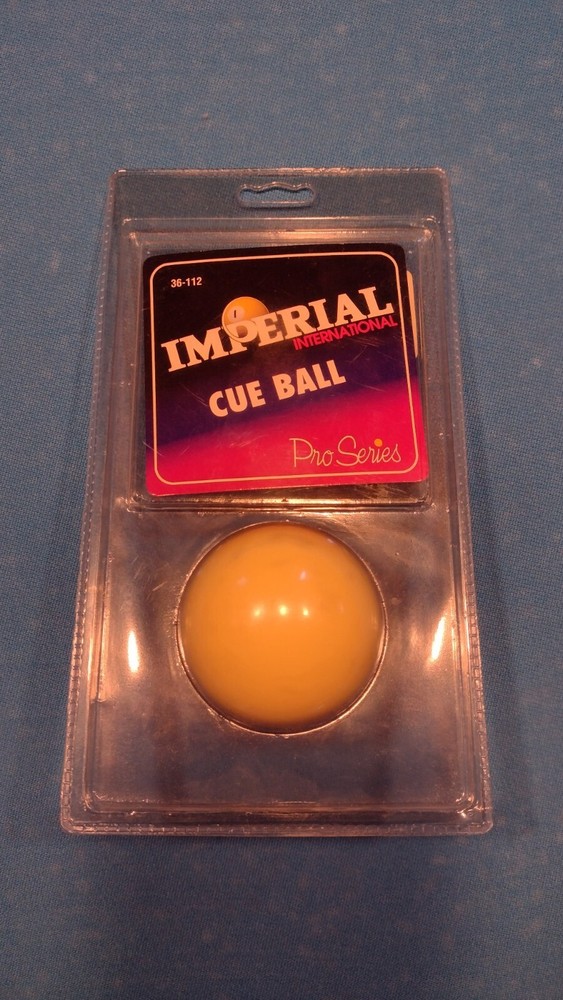 36-112
IMPERIAL
INTERNATIONAL
CUE BALL
Pro Series